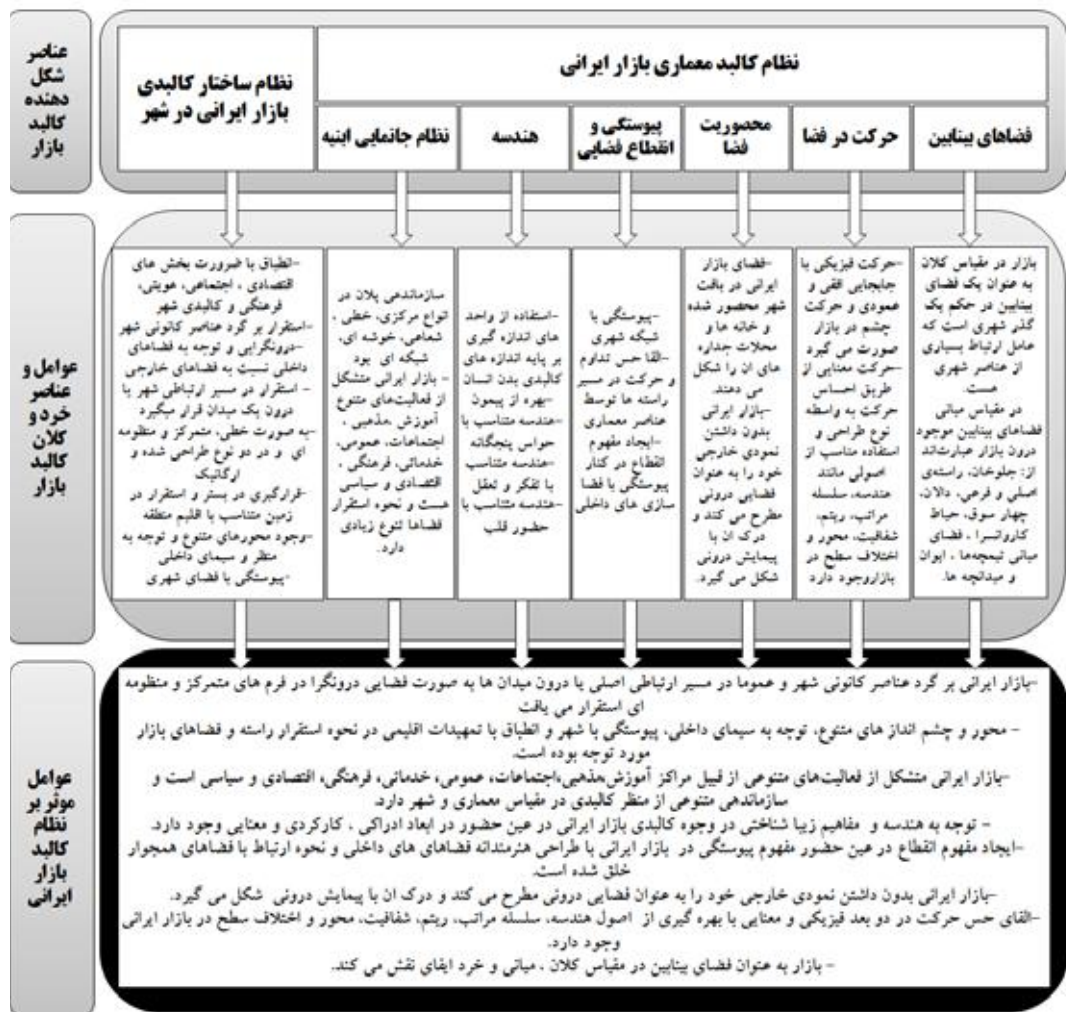 عناصر
شکل
دهنده
کالبد
بازار
نظام کالبد معماری بازار ایرانی
نظام ساختار کالبدی
بازار ایرانی در شهر
فضاهای بینابین
حرکت در فضا
محصوریت
فضا
پیوستگی و
انقطاع فضایی
هندسه
نظام جانمایی ابنیه
عوامل و
عناصر
خرد و
کلان
کالبد
بازار
بازار در مقیاس کلان
به عنوان یک فضای
بینابین در حکم یک
گذر شهری است که
عامل ارتباط بسیاری
از عناصر شهری
هست.
در مقیاس میانی
فضاهای بینابین موجود
درون بازار عبارت‌اند
از: جلوخان، راسته‌ی
اصلی و فرعی، دالان،
چهار سوق، حیاط
کاروانسرا ، فضای
میانی تیمچه‌ها ، ایوان
و میدانچه ها.
-حرکت فیزیکی با
جابجایی افقی و
عمودی و حرکت
چشم در بازار
صورت می گیرد
-حرکت معنایی از
طریق احساس
حرکت به واسطه
نوع طراحی و
استفاده مناسب از
اصولی مانند
هندسه، سلسله
مراتب، ریتم،
شفافیت، محور و
اختلاف سطح در
بازاروجود دارد
-فضای بازار
ایرانی در بافت
شهر محصور شده
و خانه ها و
محلات جداره
های ان را شکل
می دهند.
-بازار ایرانی
بدون داشتن
نمودی خارجی
خود را به عنوان
فضایی درونی
مطرح می کند و
درک ان با
پیمایش درونی
شکل می گیرد.
-پیوستگی با
شبکه شهری
-القا حس تداوم
و حرکت در مسیر
راسته ها توسط
عناصر معماری
-ایجاد مفهوم
انقطاع در کنار
پیوستگی با فضا
سازی های داخلی
-استفاده از واحد
های اندازه گیری
بر پایه اندازه های
کالبدی بدن انسان
-بهره از پیمون
-هندسه متناسب با
حواس پنجگانه
-هندسه متناسب
با تفکر و تعقل
-هندسه متناسب با
حضور قلب
سازماندهی پلان در
انواع مرکزی، خطی ،
شعاعی، خوشه ای،
شبکه ای بود
- بازار ایرانی متشکل
از فعالیت‌های متنوع
آموزش ،مذهبی ،
اجتماعات، عمومی،
خدماتی، فرهنگی ،
اقتصادی و سیاسی
هست و نحوه استقرار
فضاها تنوع زیادی
دارد.
-انطباق با ضرورت بخش های
اقتصادی ، اجتماعی، هویتی،
فرهنگی و کالبدی شهر
-استقرار بر گرد عناصر کانونی شهر
-درونگرایی و توجه به فضاهای
داخلی نسبت به فضاهای خارجی
- استقرار در مسیر ارتباطی شهر یا
درون یک میدان قرار میگیرد
-به صورت خطی، متمرکز و منظومه
ای و در دو نوع طراحی شده و
ارگانیک
-قرارگیری در بستر و استقرار در
زمین متناسب با اقلیم منطقه
-وجود محورهای متنوع و توجه به
منظر و سیمای داخلی
-پیوستگی با فضای شهری
عوامل
موثر بر
نظام
کالبد
بازار
ایرانی
-بازار ایرانی بر گرد عناصر کانونی شهر و عموما در مسیر ارتباطی اصلی یا درون میدان ها به صورت فضایی درونگرا در فرم های متمرکز و منظومه
ای استقرار می یافت
- محور و چشم انداز های متنوع، توجه به سیمای داخلی، پیوستگی با شهر و انطباق با تمهیدات اقلیمی در نحوه استقرار راسته و فضاهای بازار
مورد توجه بوده است.
-بازار ایرانی متشکل از فعالیت‌های متنوعی از قبیل مراکز آموزش،مذهبی،اجتماعات، عمومی، خدماتی، فرهنگی، اقتصادی و سیاسی است و
سازماندهی متنوعی از منظر کالبدی در مقیاس معماری و شهر دارد.
- توجه به هندسه و مفاهیم زیبا شناختی در وجوه کالبدی بازار ایرانی در عین حضور در ابعاد ادراکی ، کارکردی و معنایی وجود دارد.
-ایجاد مفهوم انقطاع در عین حضور مفهوم پیوستگی در بازار ایرانی با طراحی هنرمندانه فضاهای های داخلی و نحوه ارتباط با فضاهای همجوار
خلق شده است.
-بازار ایرانی بدون داشتن نمودی خارجی خود را به عنوان فضایی درونی مطرح می کند و درک ان با پیمایش درونی شکل می گیرد.
-القای حس حرکت در دو بعد فیزیکی و معنایی با بهره گیری از اصول هندسه، سلسله مراتب، ریتم، شفافیت، محور و اختلاف سطح در بازار ایرانی
وجود دارد.
- بازار به عنوان فضای بینابین در مقیاس کلان ، میانی و خرد ایفای نقش می کند.